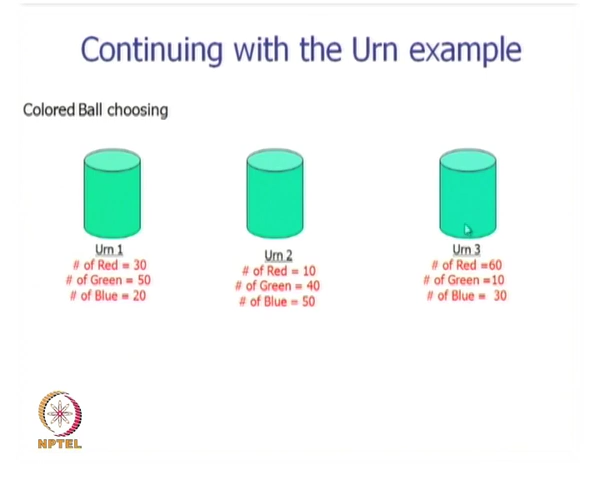 Continuing with the Urn example
Colored Ball choosing
Urn 1
# of Red = 30
# of Green = 50
# of Blue = 20
Urn 2
# of Red = 10
# of Green = 40
# of Blue = 50
Urn 3
# of Red =60
# of Green =10
# of Blue = 30
NPTEL